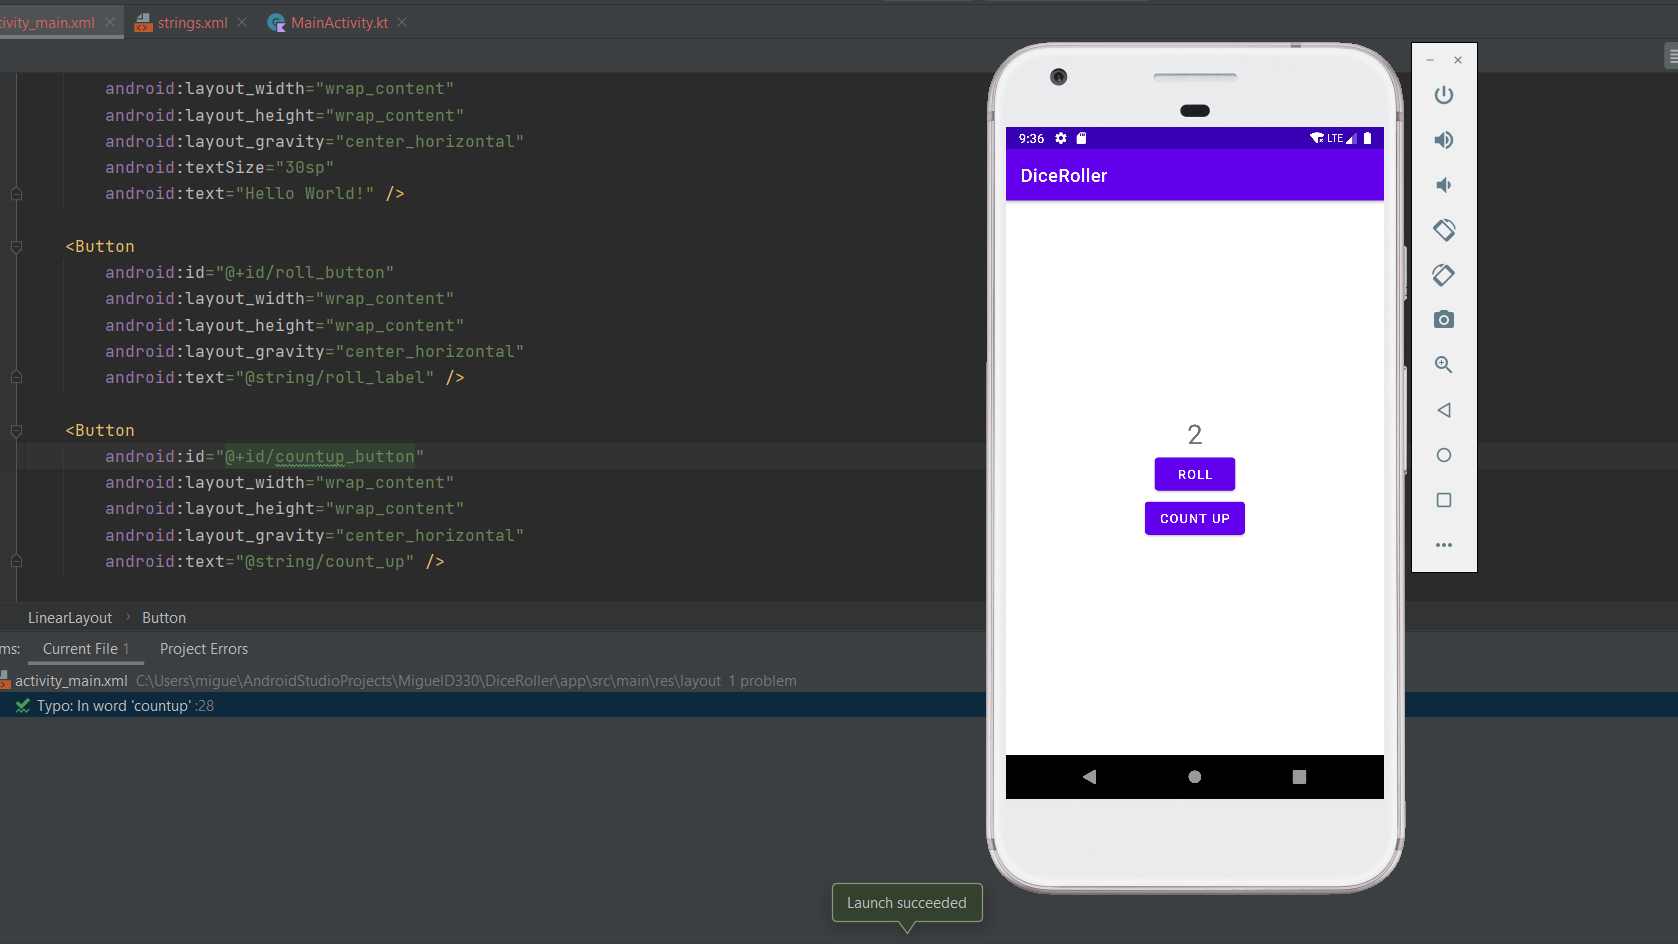 tivity_main.xml
strings.xml
MainActivity.kt
android:layout_width="wrap_content"
android:layout_height="wrap_content"
android:layout_gravity="center_horizontal"
android:textSize="30sp"
android:text="Hello World!" />
<Button
android:id="@+id/roll_button"
android:layout_width="wrap_content"
android:layout_height="wrap_content"
android:layout_gravity="center_horizontal"
android:text="@string/roll_label" />
<Button
android:id="@+id/countup_button"
android:layout_width="wrap_content"
android:layout_height="wrap_content"
android:layout_gravity="center_horizontal"
android:text="@string/count_up" />
LinearLayout › Button
ms: Current File 1 Project Errors
activity_main.xml C:\Users\migue\AndroidStudioProjects\MiguelD330\DiceRoller\app\src\main\res\layout 1 problem
Typo: In word 'countup' :28
9:36 LTE
DiceRoller
2
ROLL
COUNT UP
Launch succeeded